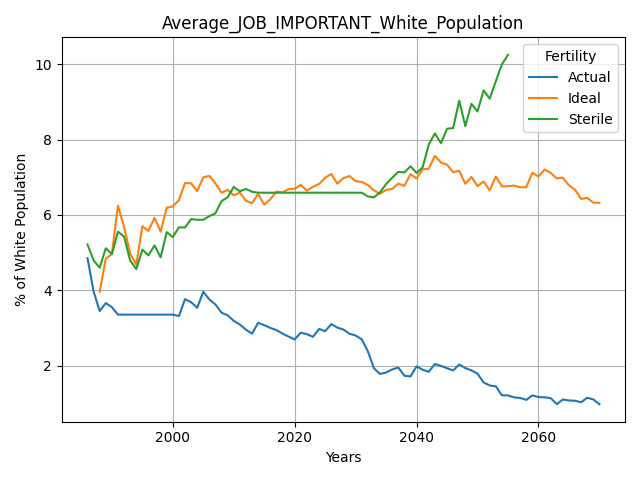 Average_JOB_IMPORTANT_White_Population
% of White Population
10
8
6
4
2
2000
2020
2040
2060
Years
Fertility
Actual
Ideal
Sterile